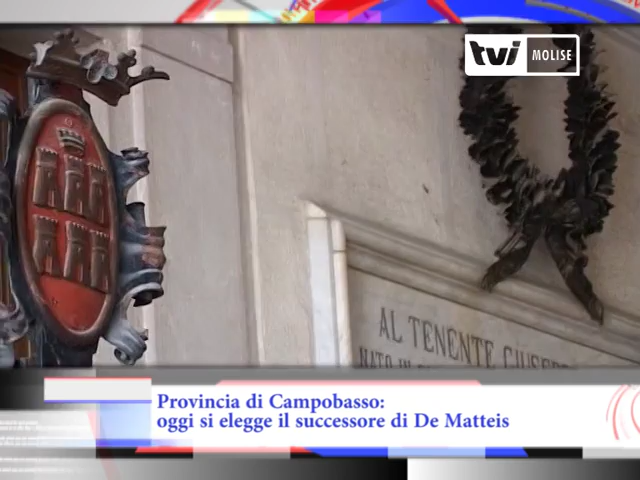 tvi MOLISE
AL TENENTE
Provincia di Campobasso:
oggi si elegge il successore di De Matteis